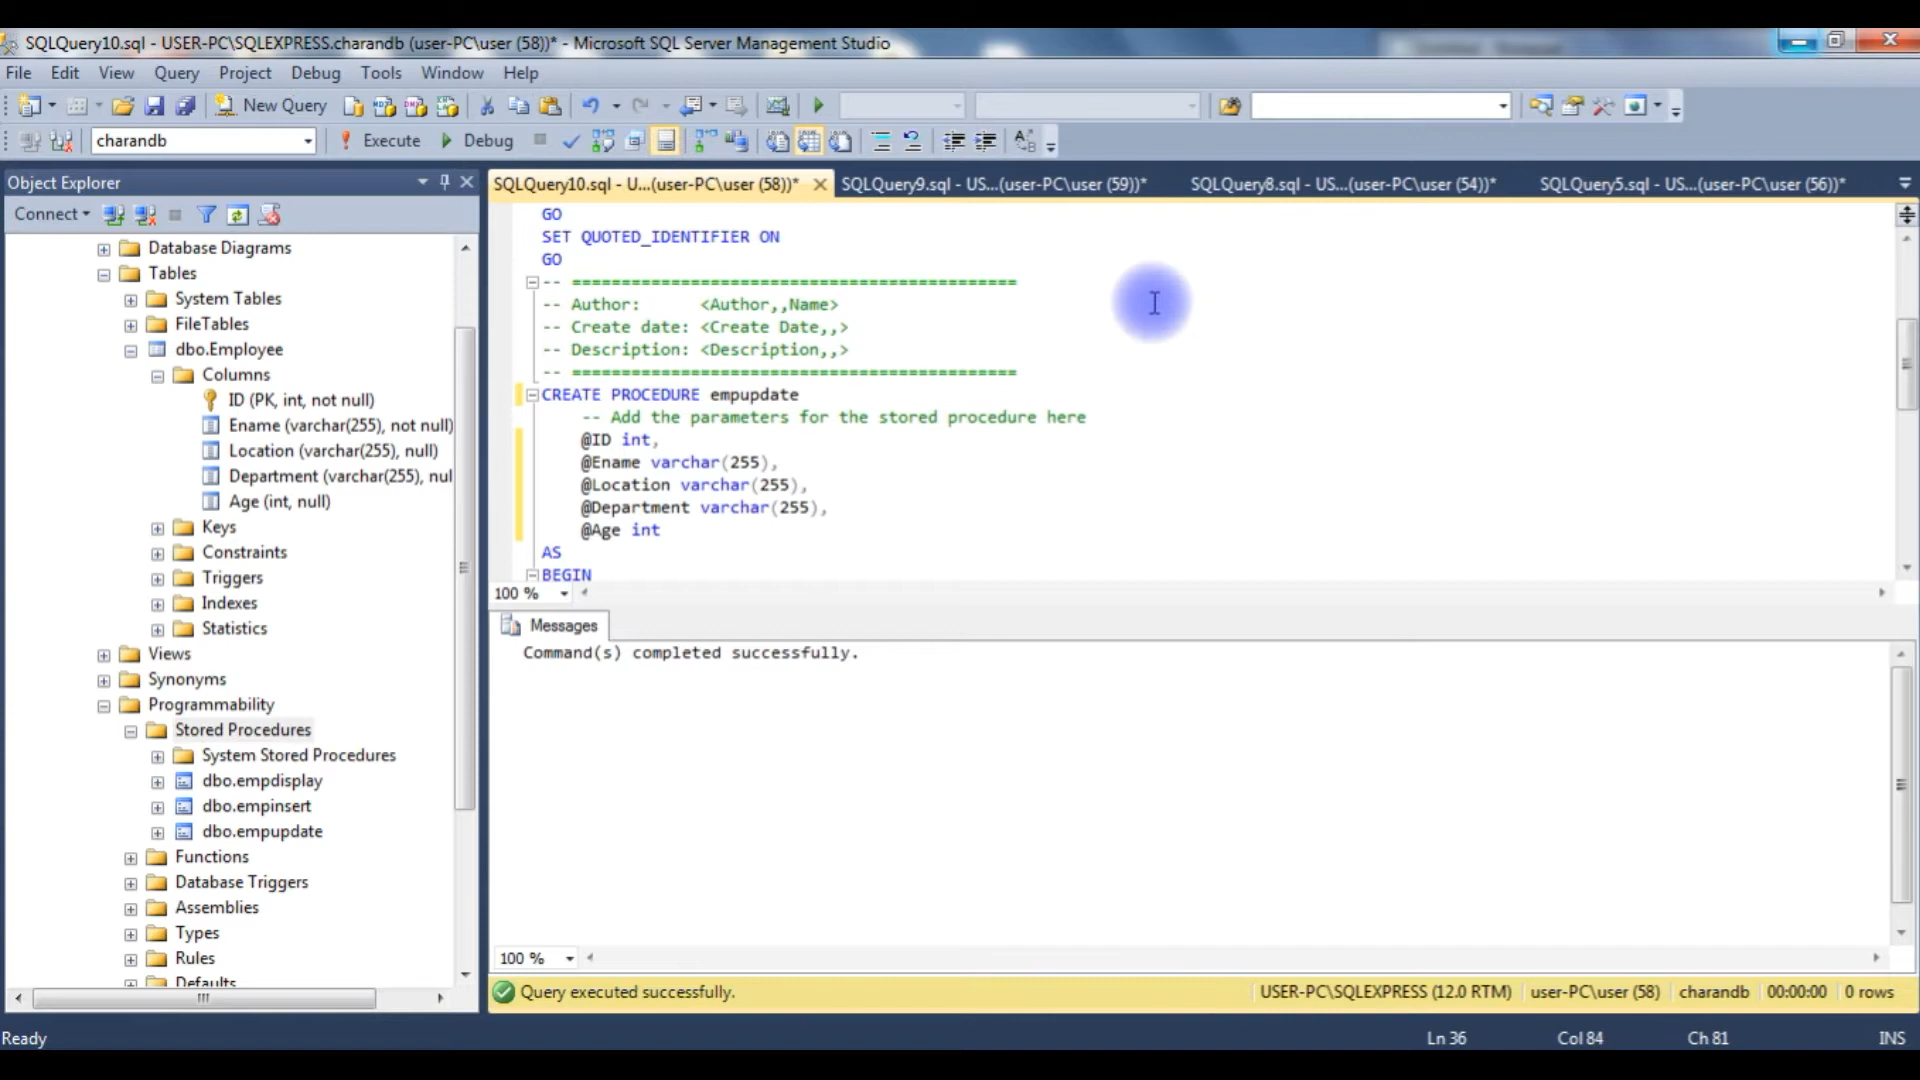 SQLQuery10.sql - USER-PC\SQLEXPRESS.charandb (user-PC\user (58))* - Microsoft SQL Server Management Studio
File Edit View Query Project Debug Tools Window Help
New Query
charandb Execute Debug
Object Explorer
SQLQuery10.sql - U...(user-PC\user (58))* SQLQuery9.sql - US...(user-PC\user (59))* SQLQuery8.sql - US...(user-PC\user (54))* SQLQuery5.sql - US...(user-PC\user (56))*
Connect
Database Diagrams
Tables
System Tables
FileTables
dbo.Employee
Columns
ID (PK, int, not null)
Ename (varchar(255), not null)
Location (varchar(255), null)
Department (varchar(255), nul
Age (int, null)
Keys
Constraints
Triggers
Indexes
Statistics
Views
Synonyms
Programmability
Stored Procedures
System Stored Procedures
dbo.empdisplay
dbo.empinsert
dbo.empupdate
Functions
Database Triggers
Assemblies
Types
Rules
Defaults
GO
SET QUOTED_IDENTIFIER ON
GO
-- =============================================
-- Author: <Author,,Name>
-- Create date: <Create Date,,>
-- Description: <Description,,>
-- =============================================
CREATE PROCEDURE empupdate
-- Add the parameters for the stored procedure here
@ID int,
@Ename varchar(255),
@Location varchar(255),
@Department varchar(255),
@Age int
AS
BEGIN
100 %
Messages
Command(s) completed successfully.
100 %
Query executed successfully. USER-PC\SQLEXPRESS (12.0 RTM) user-PC\user (58) charandb 00:00:00 0 rows
Ready Ln 36 Col 84 Ch 81 INS